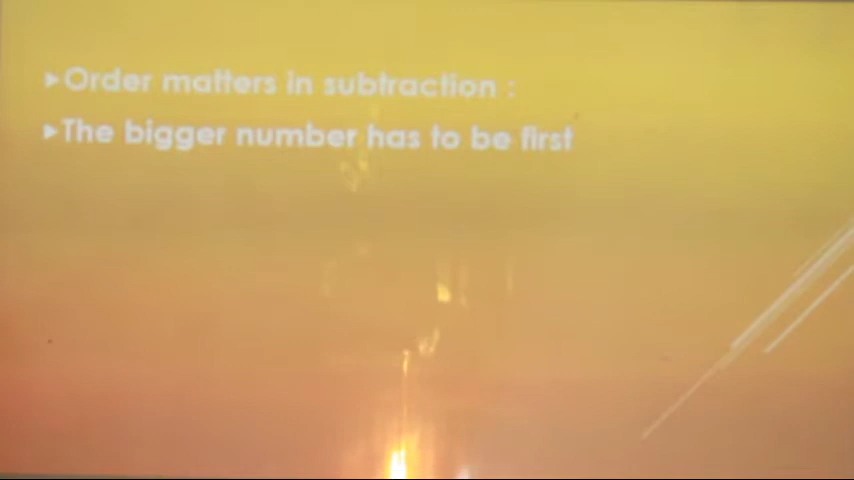 Order matters in subtraction :
The bigger number has to be first